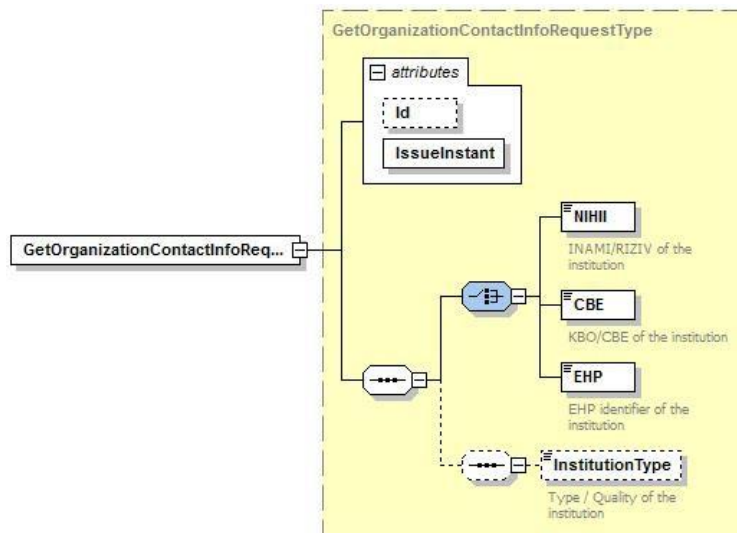 GetOrganizationContactInfoRequestType
attributes
Id
IssueInstant
GetOrganizationContactInfoReq...
NIHII
INAMI/RIZIV of the
institution
CBE
KBO/CBE of the institution
EHP
EHP identifier of the
institution
InstitutionType
Type / Quality of the
institution